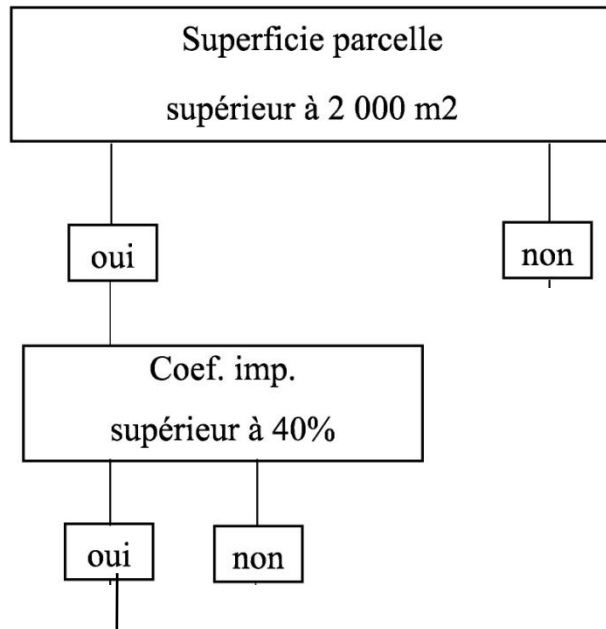 Superficie parcelle
supérieur à 2 000 m2
oui
non
Coef. imp.
supérieur à 40%
oui
non